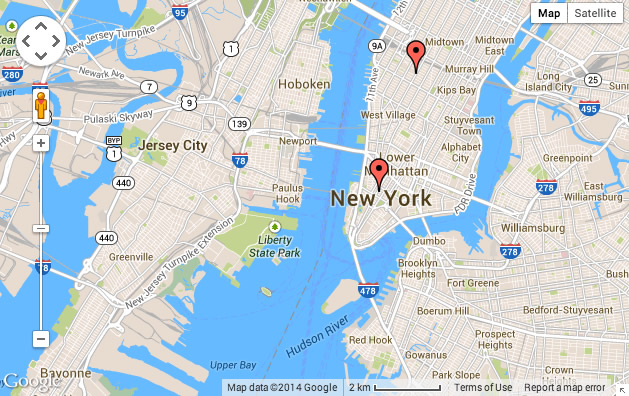 12th
Map
Satellite
95
Kearny
New Jersey Turnpike
1
9A
Midtown
Midtown East
280
Newark Ave
7
9
Hoboken
11th Ave
Murray Hill
Kips Bay
Long Island City
25
Pulaski Skyway
139
West Village
Stuyvesant Town
495
BYP
1
Jersey City
78
Newport
Lower Manhattan
Alphabet City
Greenpoint
440
Paulus Hook
New York
FDR Drive
278
East Williamsburg
440
Liberty State Park
Dumbo
Williamsburg
278
Greenville
New Jersey Turnpike Extension
78
Brooklyn Heights
Fort Greene
478
Boerum Hill
Bedford-Stuyvesant
Hudson River
Red Hook
Prospect Heights
Gowanus
Upper Bay
Bayonne
Park Slope
Crown Heights
Google
Map data ©2014 Google
2 km
Terms of Use
Report a map error